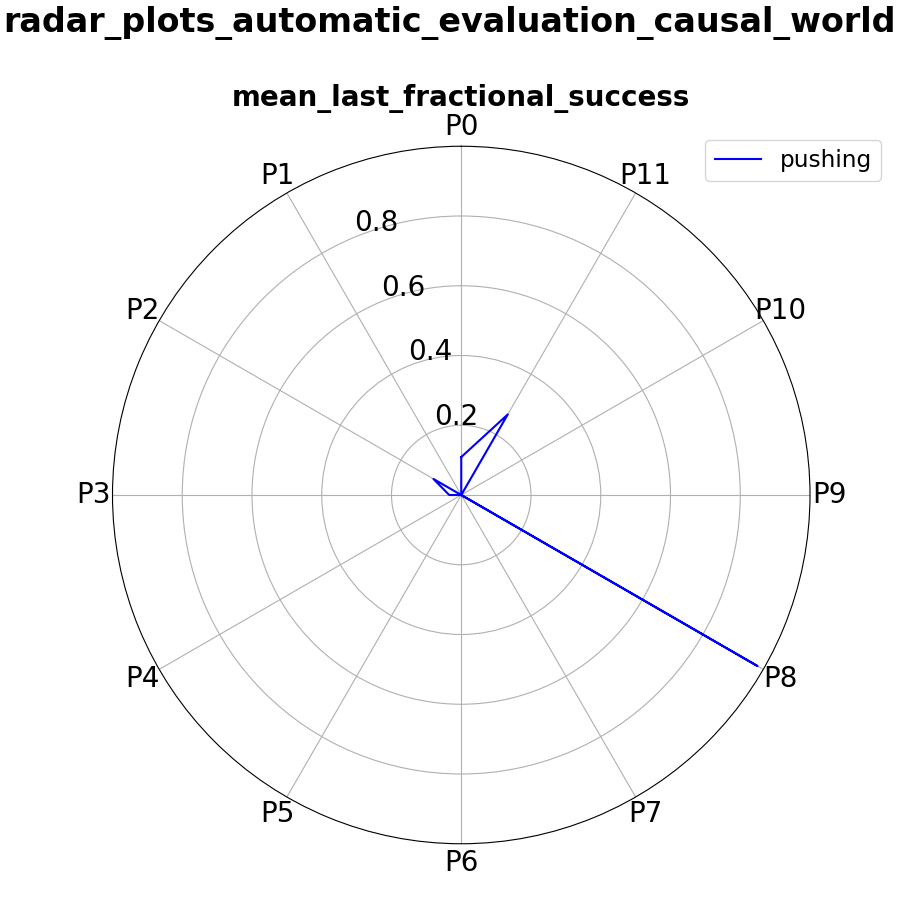 radar_plots_automatic_evaluation_causal_world
mean_last_fractional_success
P0
P1
P11
pushing
0.8
0.6
P2
P10
0.4
0.2
P3
P9
P4
P8
P5
P7
P6